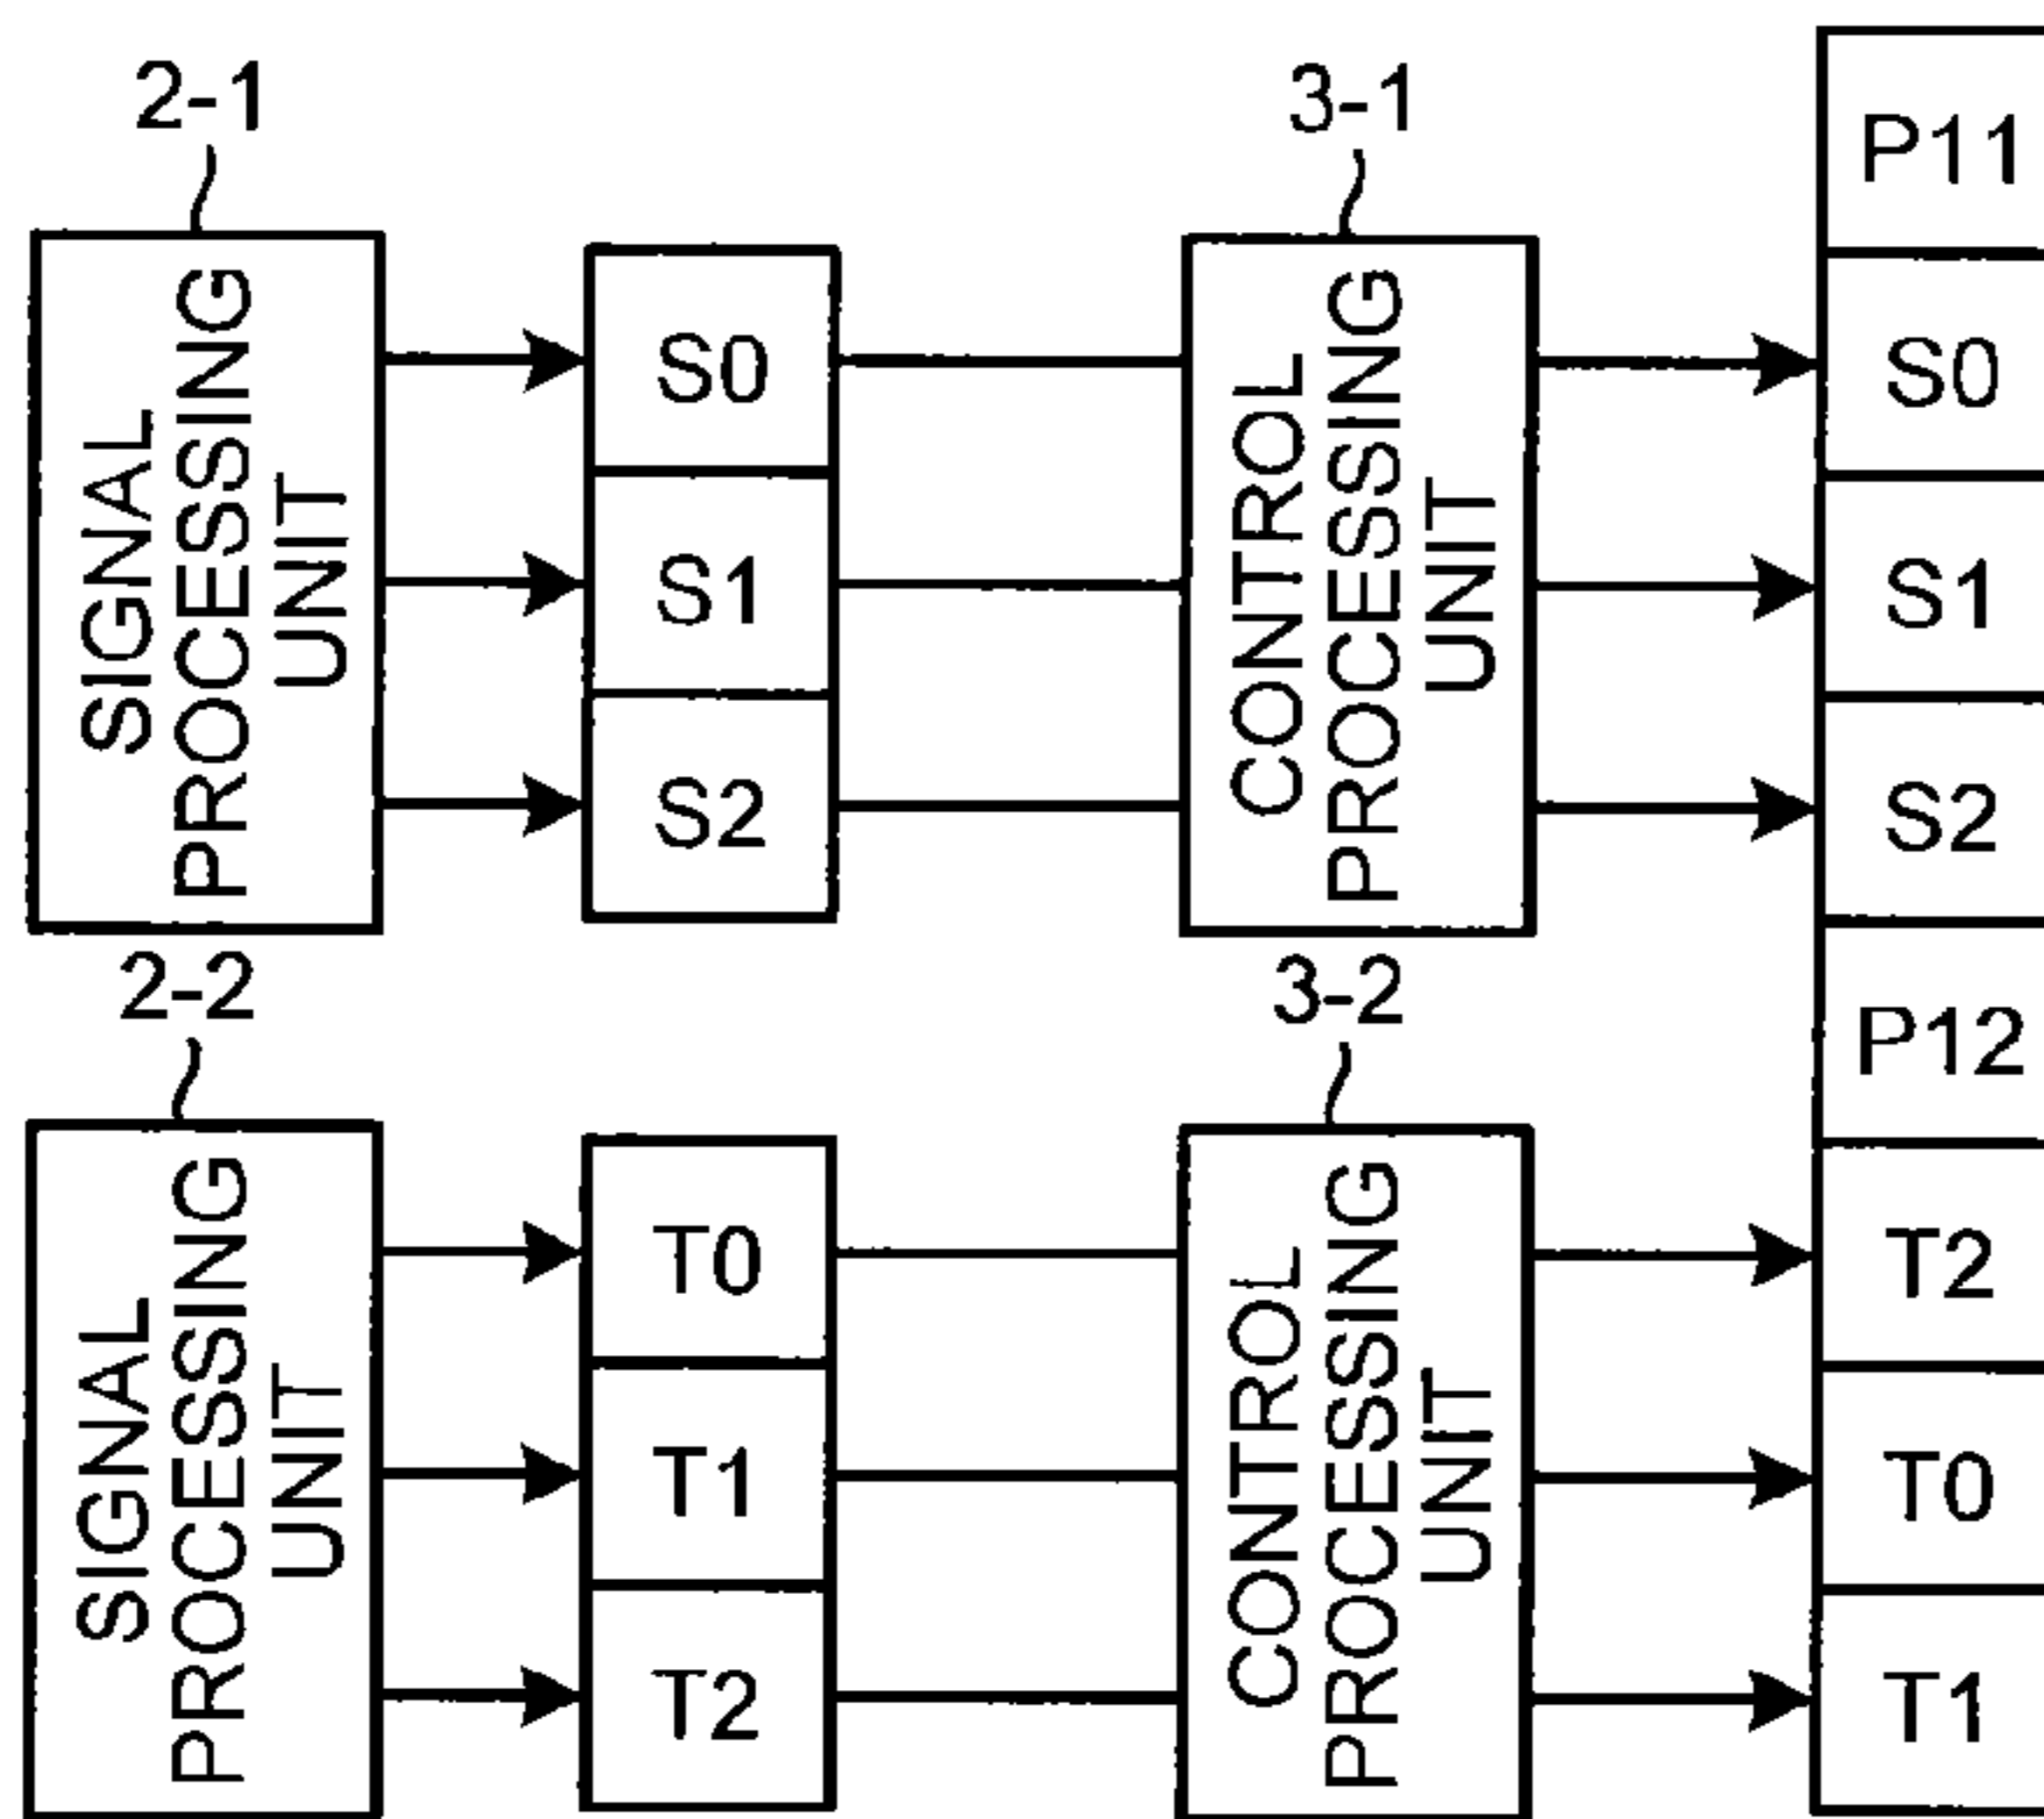 2-1
3-1
P11
SIGNAL
PROCESSING
UNIT
S0
S1
S2
CONTROL
PROCESSING
UNIT
S0
S1
S2
2-2
3-2
P12
SIGNAL
PROCESSING
UNIT
T0
T1
T2
CONTROL
PROCESSING
UNIT
T2
T0
T1